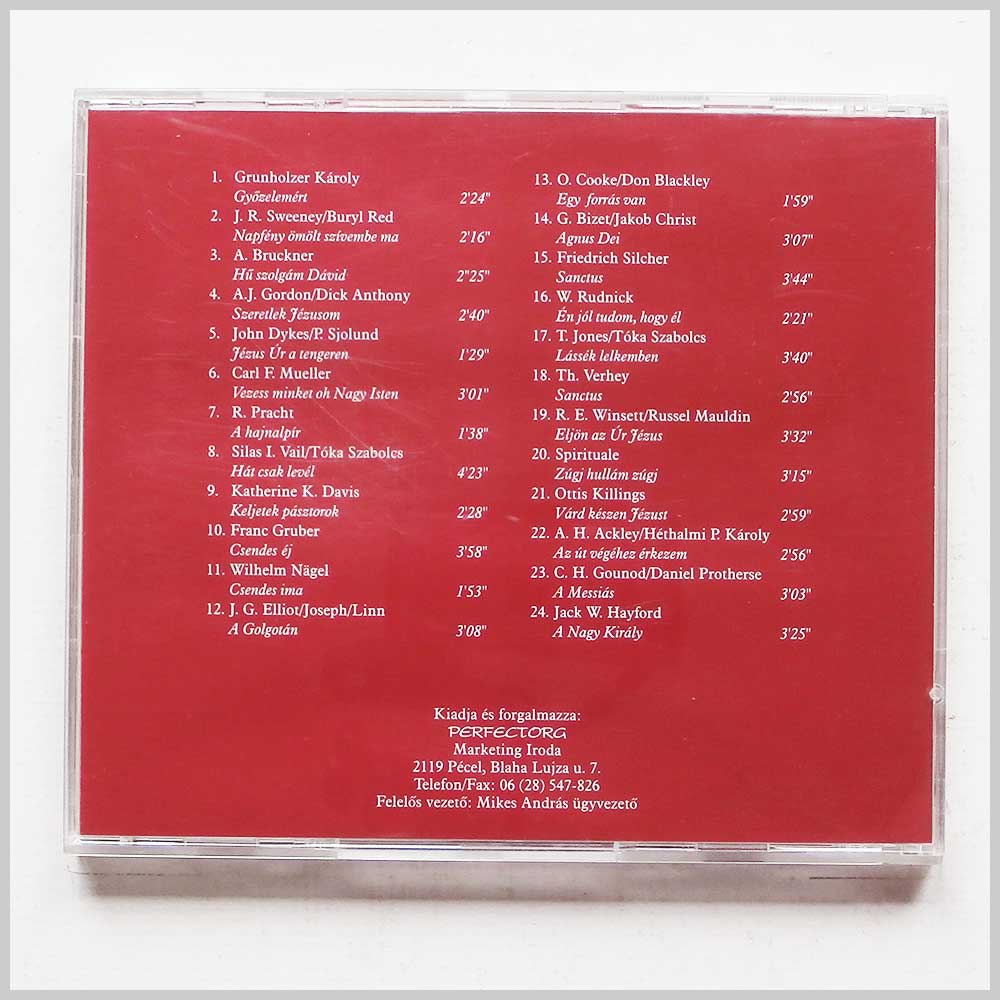 1. Grunholzer Károly
Győzelemért 2'24"
2. J. R. Sweeney/Buryl Red
Napfény ömölt szívembe ma 2'16"
3. A. Bruckner
Hű szolgám Dávid 2"25"
4. A.J. Gordon/Dick Anthony
Szeretlek Jézusom 2'40"
5. John Dykes/P. Sjolund
Jézus Úr a tengeren 1'29"
6. Carl F. Mueller
Vezess minket oh Nagy Isten 3'01"
7. R. Pracht
A hajnalpír 1'38"
8. Silas I. Vail/Tóka Szabolcs
Hát csak levél 4'23"
9. Katherine K. Davis
Keljetek pásztorok 2'28"
10. Franc Gruber
Csendes éj 3'58"
11. Wilhelm Nägel
Csendes ima 1'53"
12. J. G. Elliot/Joseph/Linn
A Golgotán 3'08"
13. O. Cooke/Don Blackley
Egy forrás van 1'59"
14. G. Bizet/Jakob Christ
Agnus Dei 3'07"
15. Friedrich Silcher
Sanctus 3'44"
16. W. Rudnick
Én jól tudom, hogy él 2'21"
17. T. Jones/Tóka Szabolcs
Lássék lelkemben 3'40"
18. Th. Verhey
Sanctus 2'56"
19. R. E. Winsett/Russel Mauldin
Eljön az Úr Jézus 3'32"
20. Spirituale
Zúgj hullám zúgj 3'15"
21. Ottis Killings
Várd készen Jézust 2'59"
22. A. H. Ackley/Héthalmi P. Károly
Az út végéhez érkezem 2'56"
23. C. H. Gounod/Daniel Protherse
A Messiás 3'03"
24. Jack W. Hayford
A Nagy Király 3'25"
Kiadja és forgalmazza:
PERFECTORG
Marketing Iroda
2119 Pécel, Blaha Lujza u. 7.
Telefon/Fax: 06 (28) 547-826
Felelős vezető: Mikes András ügyvezető